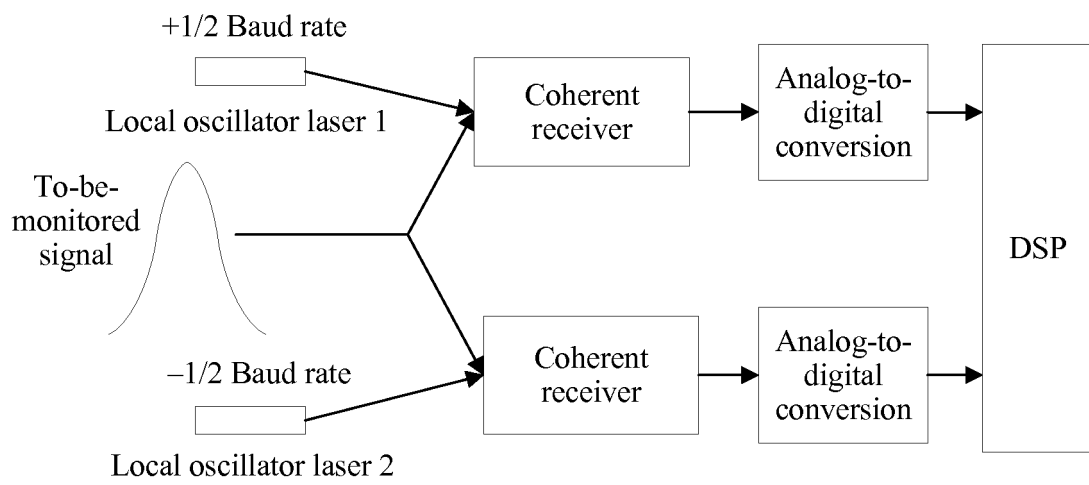 +1/2 Baud rate
Local oscillator laser 1
To-be-
monitored
signal
–1/2 Baud rate
Local oscillator laser 2
Coherent
receiver
Analog-to-
digital
conversion
Coherent
receiver
Analog-to-
digital
conversion
DSP